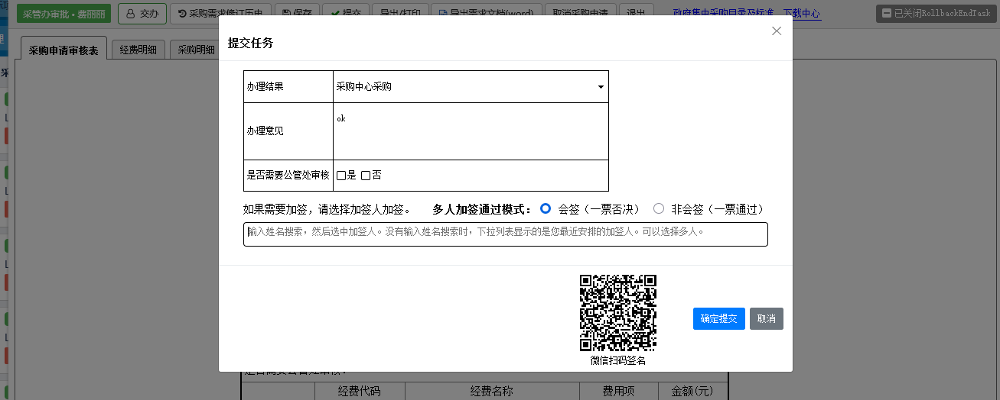 采管办审批·费丽丽 交办 采购需求修订历史 保存 提交 导出/打印 导出需求文档(word) 取消采购申请 退出 政府集中采购目录及标准 下载中心 已关闭RollbackEndTask
采购申请审核表 经费明细 采购明细
提交任务
办理结果 采购中心采购
办理意见 ok
是否需要公管处审核 是 否
如果需要加签，请选择加签人加签。 多人加签通过模式： 会签（一票否决） 非会签（一票通过）
输入姓名搜索，然后选中加签人。没有输入姓名搜索时，下拉列表显示的是您最近安排的加签人。可以选择多人。
确定提交 取消
微信扫码签名
是否需要公管处审核：
经费代码 经费名称 费用项 金额(元)